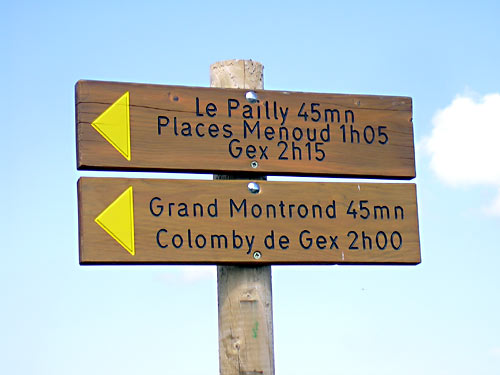 Le Pailly 45mn
Places Menoud 1h05
Gex 2h15
Grand Montrond 45mn
Colomby de Gex 2h00